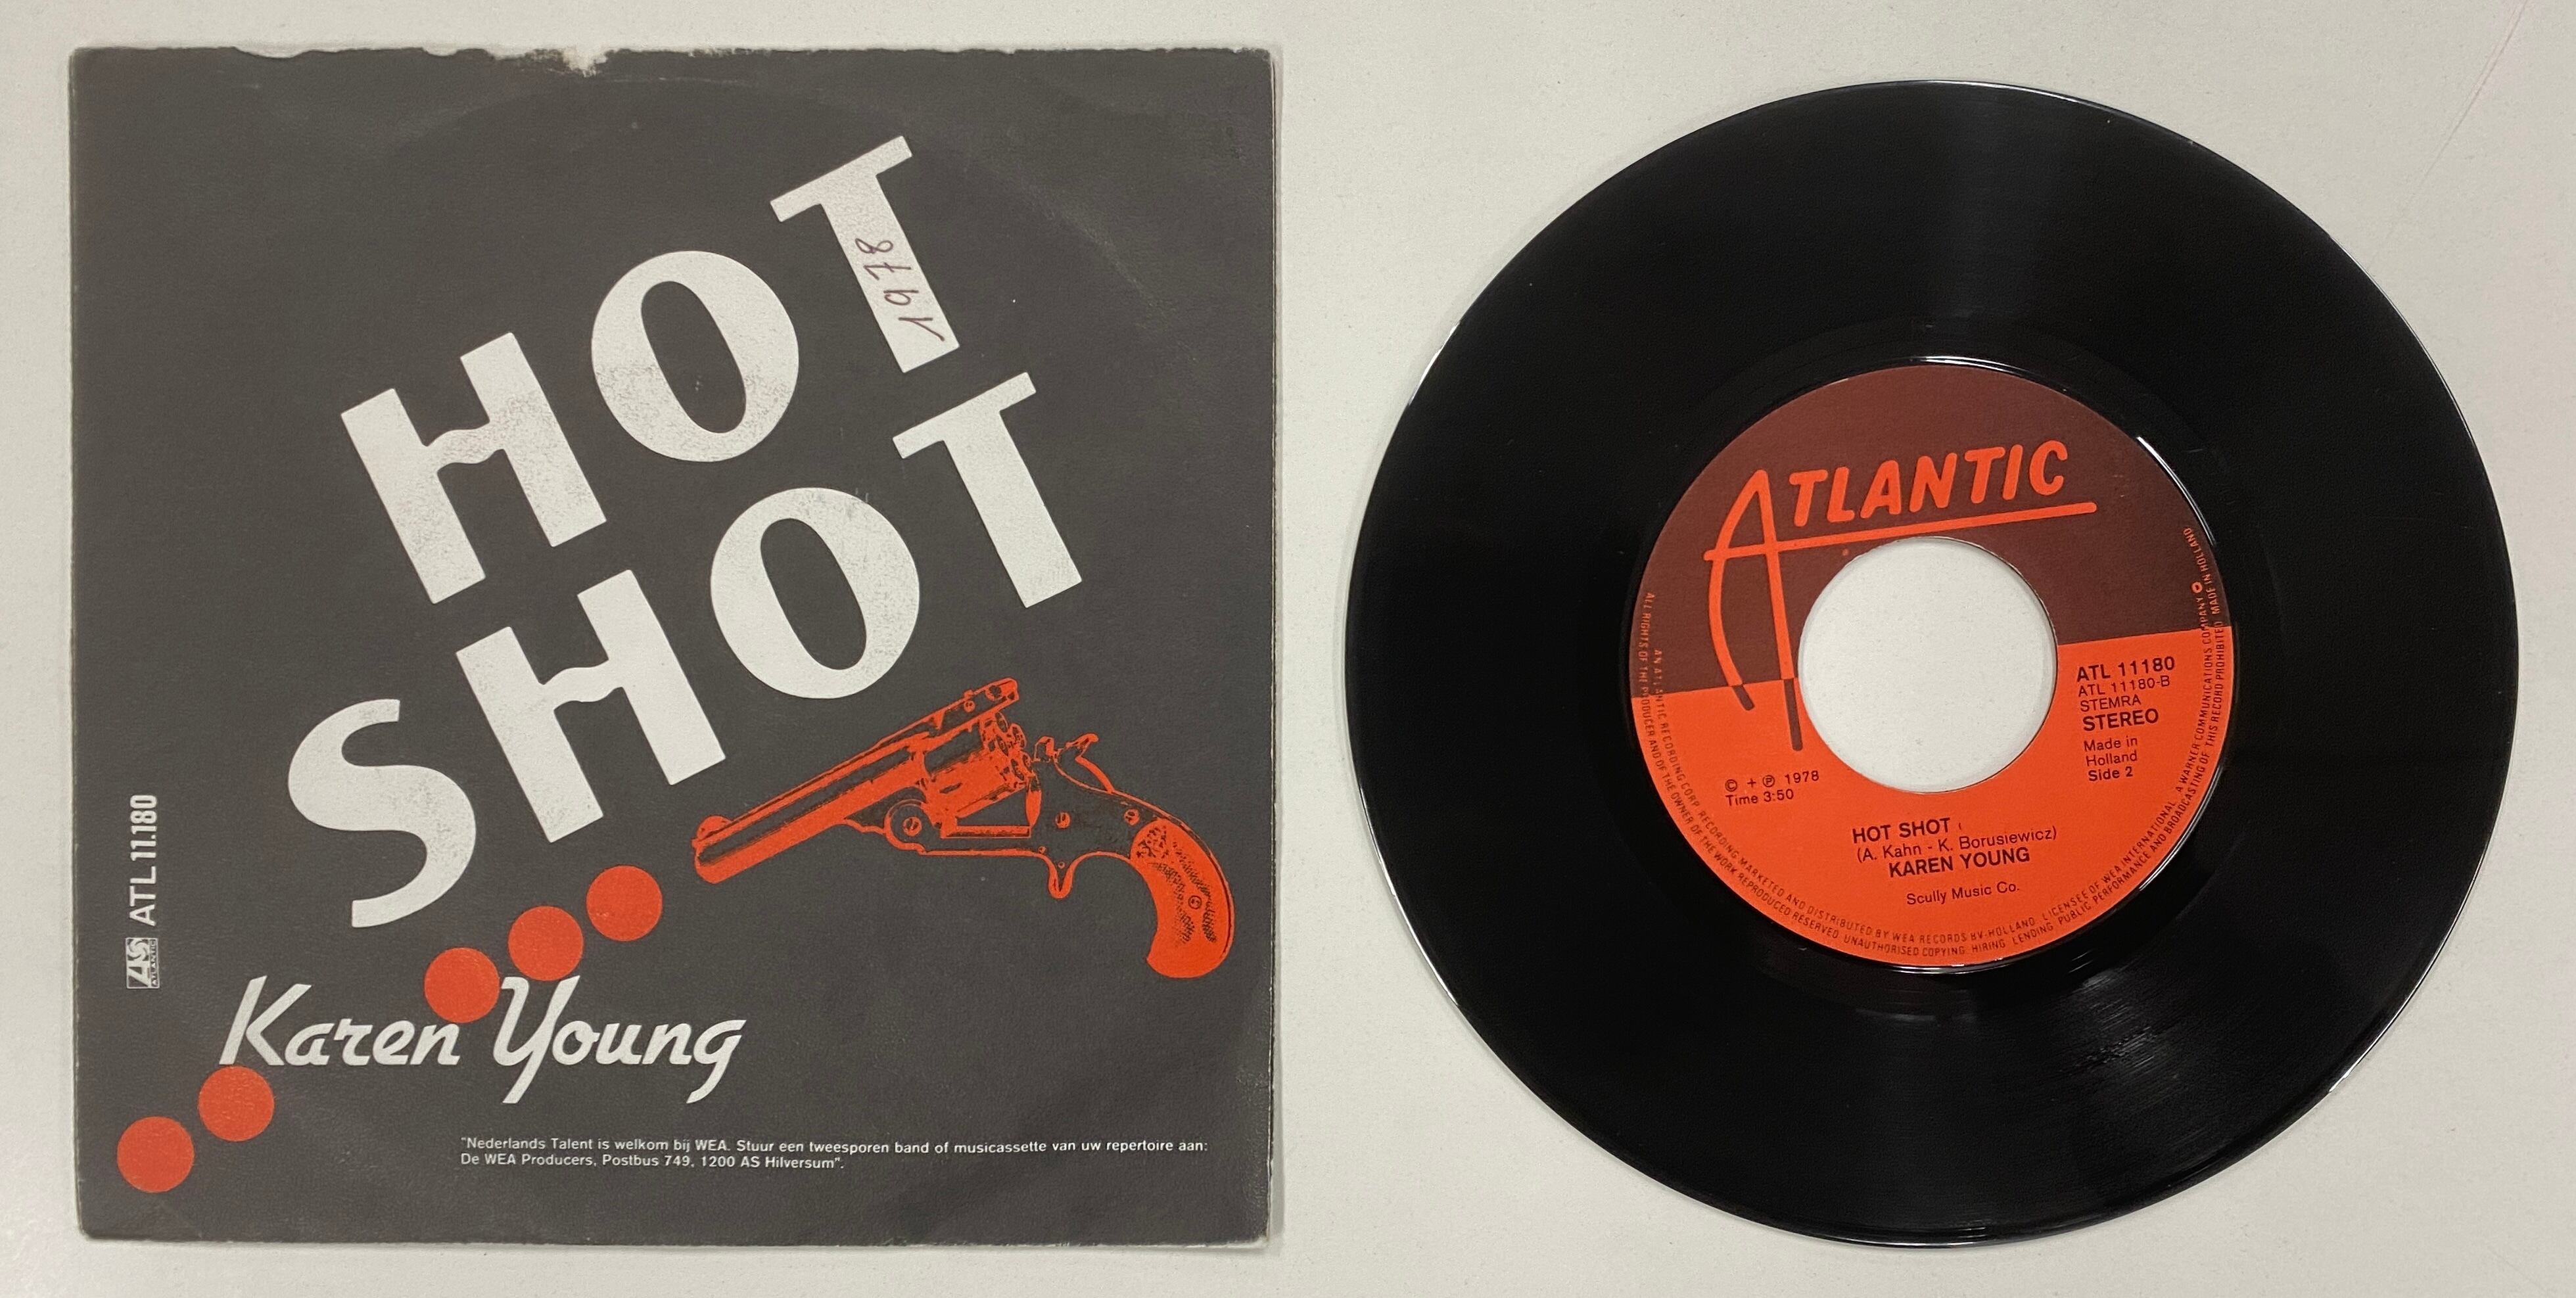 HOT
1978
SHOT
ATL 11.180
ATLANTIC
Karen Young
"Nederlands Talent is welkom bij WEA. Stuur een tweesporen band of musicassette van uw repertoire aan:
De WEA Producers, Postbus 749, 1200 AS Hilversum".
ATLANTIC
ATL 11180
ATL 11180-B
STEMRA
STEREO
Made in
Holland
Side 2
© + ℗ 1978
Time 3:50
HOT SHOT
(A. Kahn - K. Borusiewicz)
KAREN YOUNG
Scully Music Co.
AN ATLANTIC RECORDING CORP. RECORDING MARKETED AND DISTRIBUTED BY WEA RECORDS BV-HOLLAND. LICENSEE OF WEA INTERNATIONAL. A WARNER COMMUNICATIONS COMPANY
ALL RIGHTS OF THE PRODUCER AND OF THE OWNER OF THE WORK REPRODUCED RESERVED. UNAUTHORISED COPYING. HIRING. LENDING. PUBLIC PERFORMANCE AND BROADCASTING OF THIS RECORD PROHIBITED. MADE IN HOLLAND